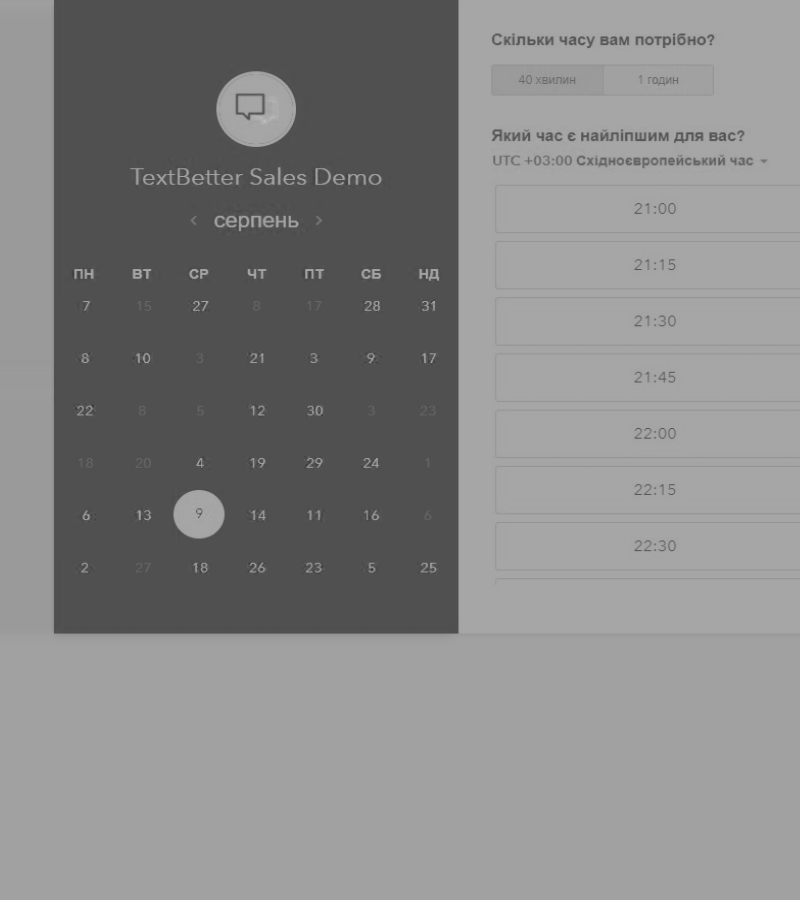 TextBetter Sales Demo
серпень
ПН ВТ СР ЧТ ПТ СБ НД
7 15 27 8 17 28 31
8 10 3 21 3 9 17
22 8 5 12 30 3 23
18 20 4 19 29 24 1
6 13 9 14 11 16 6
2 27 18 26 23 5 25
Скільки часу вам потрібно?
40 хвилин 1 годин
Який час є найліпшим для вас?
UTC +03:00 Східноєвропейський час
21:00
21:15
21:30
21:45
22:00
22:15
22:30